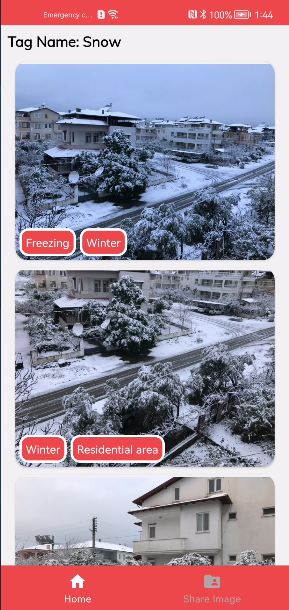 Emergency c... 100% 1:44
Tag Name: Snow
Freezing Winter
Winter Residential area
Home Share Image